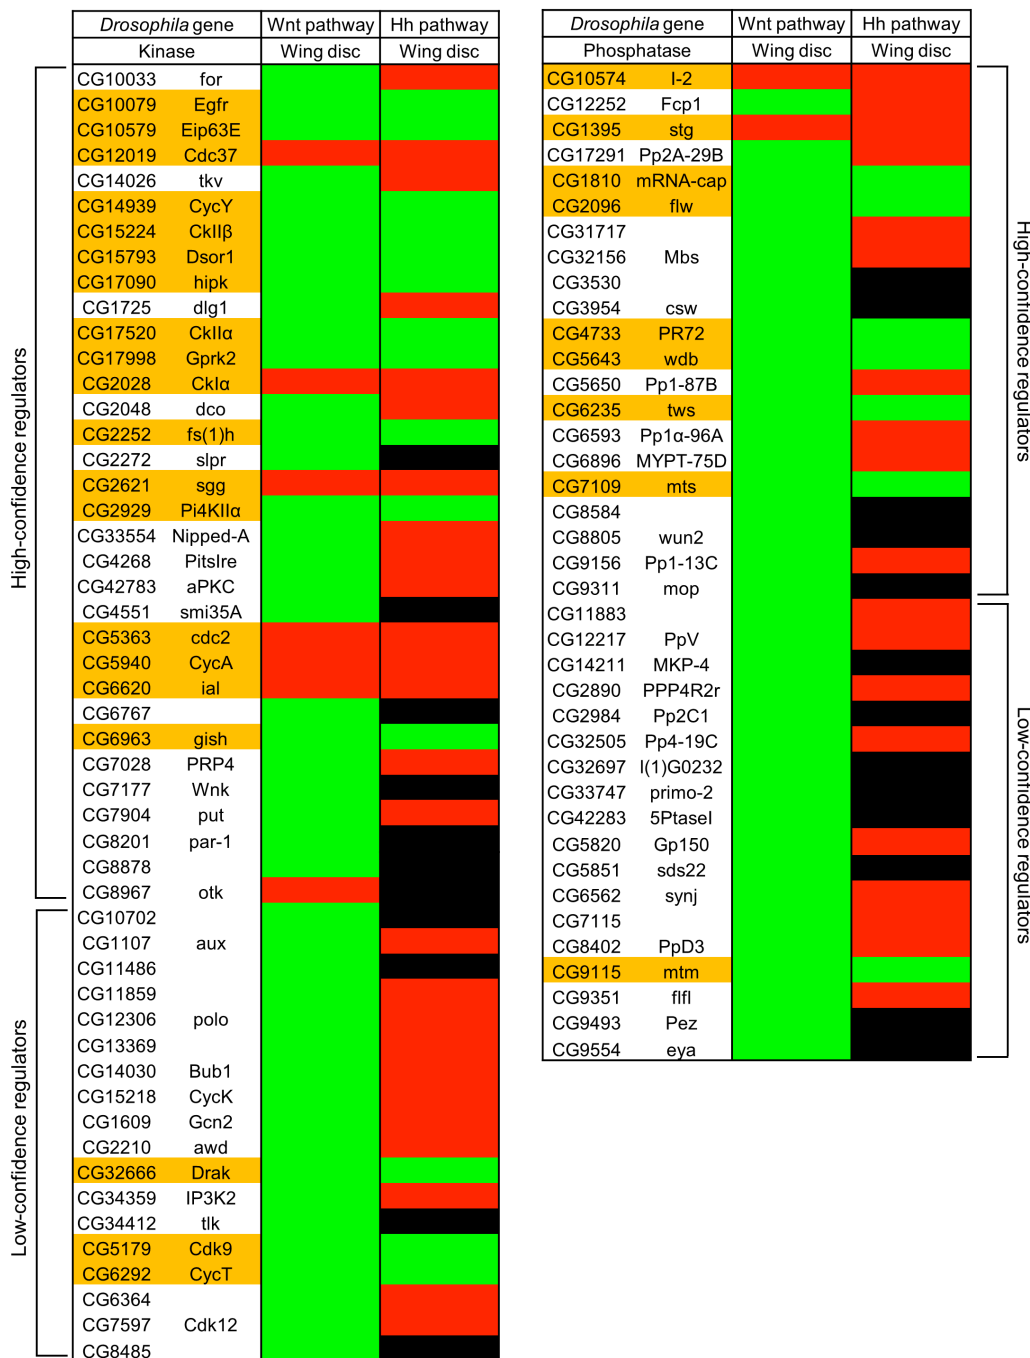 Drosophila gene Wnt pathway Hh pathway
Kinase Wing disc Wing disc
High-confidence regulators
CG10033 for
CG10079 Egfr
CG10579 Eip63E
CG12019 Cdc37
CG14026 tkv
CG14939 CycY
CG15224 CkIIβ
CG15793 Dsor1
CG17090 hipk
CG1725 dlg1
CG17520 CkIIα
CG17998 Gprk2
CG2028 CkIα
CG2048 dco
CG2252 fs(1)h
CG2272 slpr
CG2621 sgg
CG2929 Pi4KIIα
CG33554 Nipped-A
CG4268 Pitslre
CG42783 aPKC
CG4551 smi35A
CG5363 cdc2
CG5940 CycA
CG6620 ial
CG6767
CG6963 gish
CG7028 PRP4
CG7177 Wnk
CG7904 put
CG8201 par-1
CG8878
CG8967 otk
Low-confidence regulators
CG10702
CG1107 aux
CG11486
CG11859
CG12306 polo
CG13369
CG14030 Bub1
CG15218 CycK
CG1609 Gcn2
CG2210 awd
CG32666 Drak
CG34359 IP3K2
CG34412 tlk
CG5179 Cdk9
CG6292 CycT
CG6364
CG7597 Cdk12
CG8485
Drosophila gene Wnt pathway Hh pathway
Phosphatase Wing disc Wing disc
High-confidence regulators
CG10574 I-2
CG12252 Fcp1
CG1395 stg
CG17291 Pp2A-29B
CG1810 mRNA-cap
CG2096 flw
CG31717
CG32156 Mbs
CG3530
CG3954 csw
CG4733 PR72
CG5643 wdb
CG5650 Pp1-87B
CG6235 tws
CG6593 Pp1α-96A
CG6896 MYPT-75D
CG7109 mts
CG8584
CG8805 wun2
CG9156 Pp1-13C
CG9311 mop
Low-confidence regulators
CG11883
CG12217 PpV
CG14211 MKP-4
CG2890 PPP4R2r
CG2984 Pp2C1
CG32505 Pp4-19C
CG32697 l(1)G0232
CG33747 primo-2
CG42283 5PtaseI
CG5820 Gp150
CG5851 sds22
CG6562 synj
CG7115
CG8402 PpD3
CG9115 mtm
CG9351 flfl
CG9493 Pez
CG9554 eya